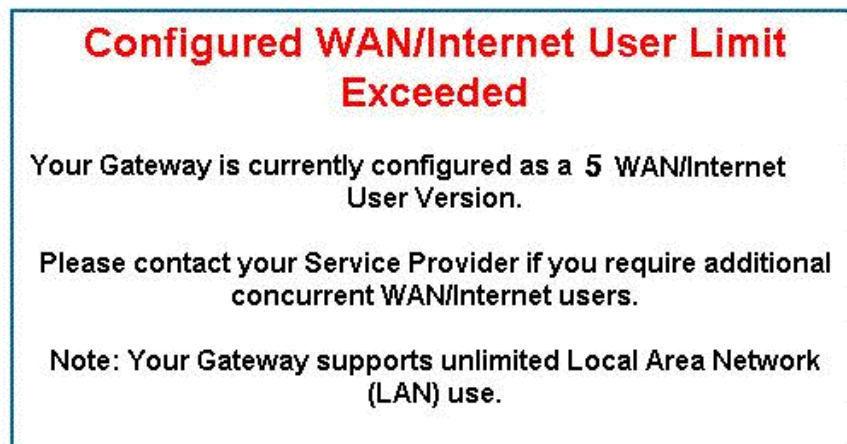 Configured WAN/Internet User Limit
Exceeded
Your Gateway is currently configured as a 5 WAN/Internet
User Version.
Please contact your Service Provider if you require additional
concurrent WAN/Internet users.
Note: Your Gateway supports unlimited Local Area Network
(LAN) use.